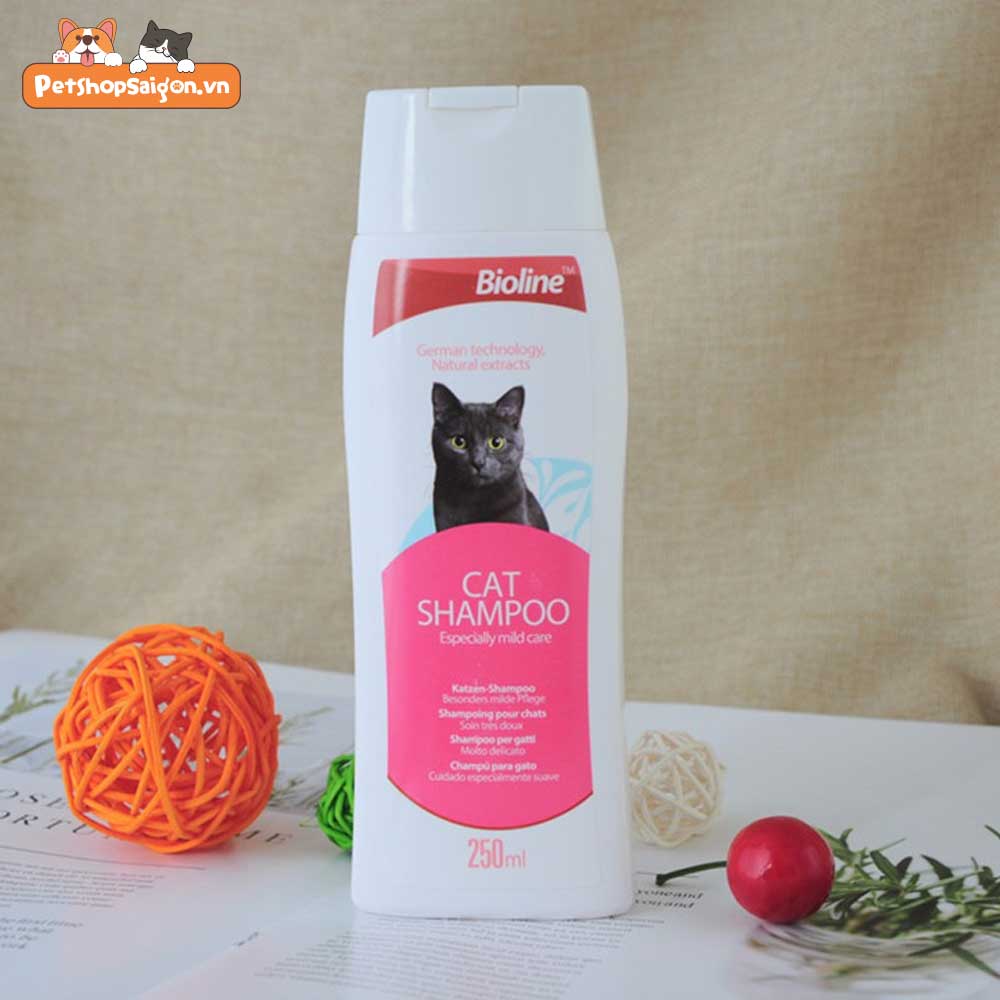 PetShopSaigon.vn
Bioline™
German technology,
Natural extracts
CAT
SHAMPOO
Especially mild care
Katzen-Shampoo
Besonders milde Pflege
Shampoing pour chats
Soin tres doux
Shampoo per gatti
Molto delicato
Champú para gato
Cuidado especialmente suave
250ml